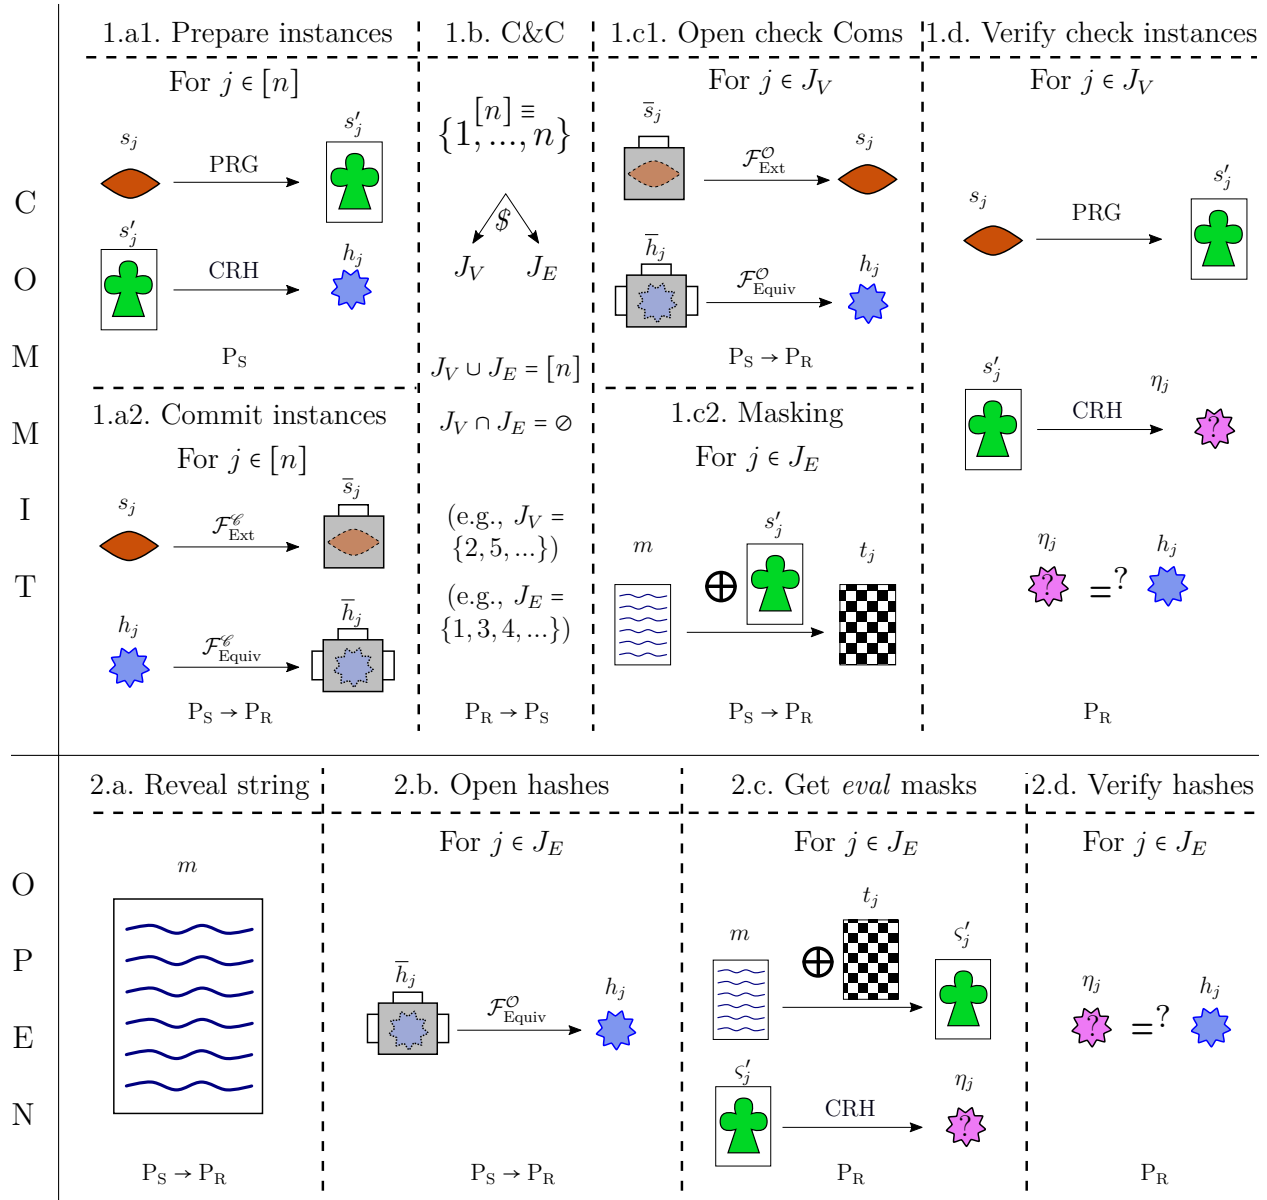 C
O
M
M
I
T
1.a1. Prepare instances
For j ∈ [n]
s_j
PRG
s′_j
s′_j
CRH
h_j
P_S
1.a2. Commit instances
For j ∈ [n]
s_j
ℱ^𝒞_Ext
s̅_j
h_j
ℱ^𝒞_Equiv
h̅_j
P_S → P_R
1.b. C&C
[n] ≡
{1, ..., n}
$
J_V J_E
J_V ∪ J_E = [n]
J_V ∩ J_E = ∅
(e.g., J_V =
{2, 5, ...})
(e.g., J_E =
{1, 3, 4, ...})
P_R → P_S
1.c1. Open check Coms
For j ∈ J_V
s̅_j
ℱ^𝒪_Ext
s_j
h̅_j
ℱ^𝒪_Equiv
h_j
P_S → P_R
1.c2. Masking
For j ∈ J_E
m
⊕
s′_j
t_j
P_S → P_R
1.d. Verify check instances
For j ∈ J_V
s_j
PRG
s′_j
s′_j
CRH
η_j
?
η_j
?
=?
h_j
P_R
O
P
E
N
2.a. Reveal string
m
P_S → P_R
2.b. Open hashes
For j ∈ J_E
h̅_j
ℱ^𝒪_Equiv
h_j
P_S → P_R
2.c. Get eval masks
For j ∈ J_E
m
⊕
t_j
ς′_j
ς′_j
CRH
η_j
?
P_R
2.d. Verify hashes
For j ∈ J_E
η_j
?
=?
h_j
P_R